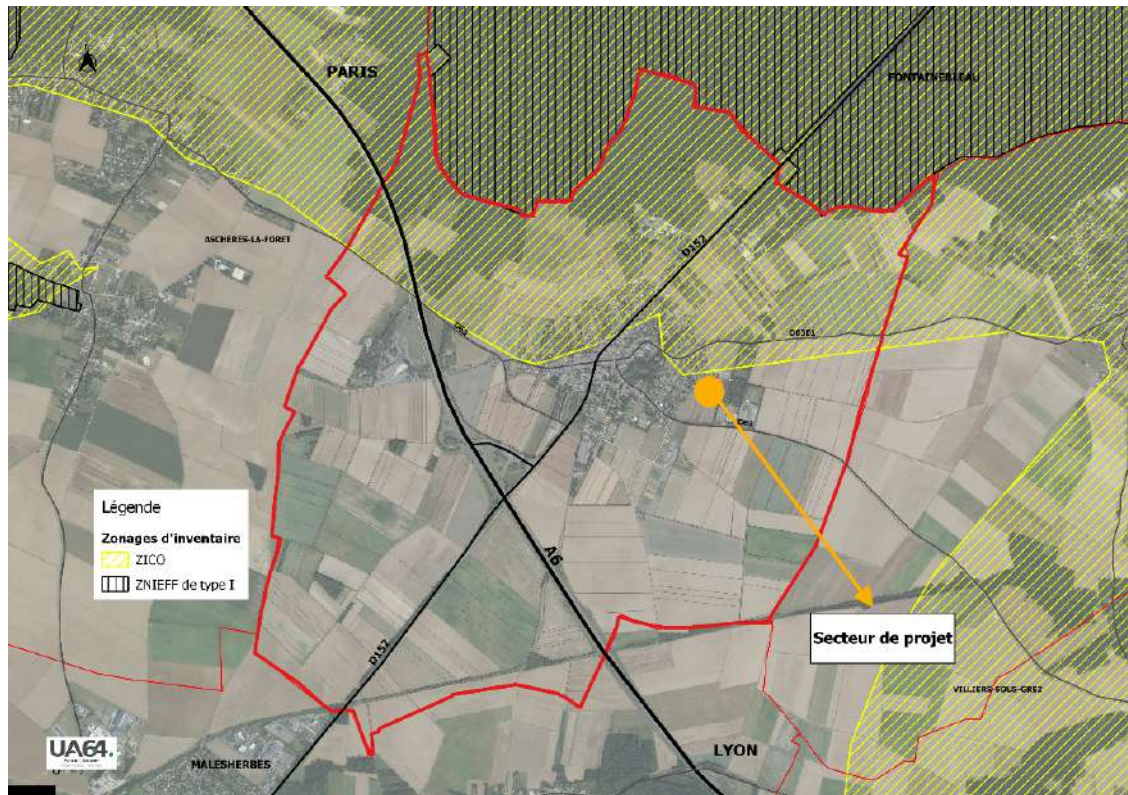 PARIS
FONTAINEBLEAU
D152
ASCHERES-LA-FORET
D63E1
Légende
Zonages d'inventaire
ZICO
ZNIEFF de type I
A6
D152
Secteur de projet
VILLIERS-SOUS-GREZ
UA64.
LYON
MALESHERBES